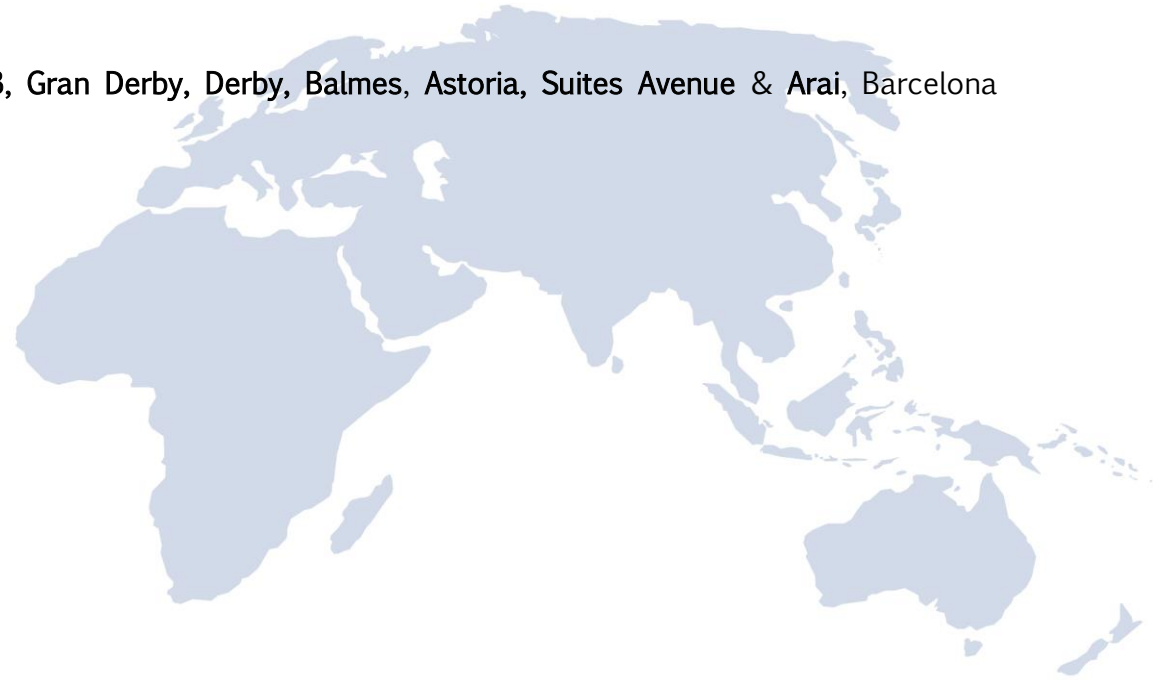 , Gran Derby, Derby, Balmes, Astoria, Suites Avenue & Arai, Barcelona